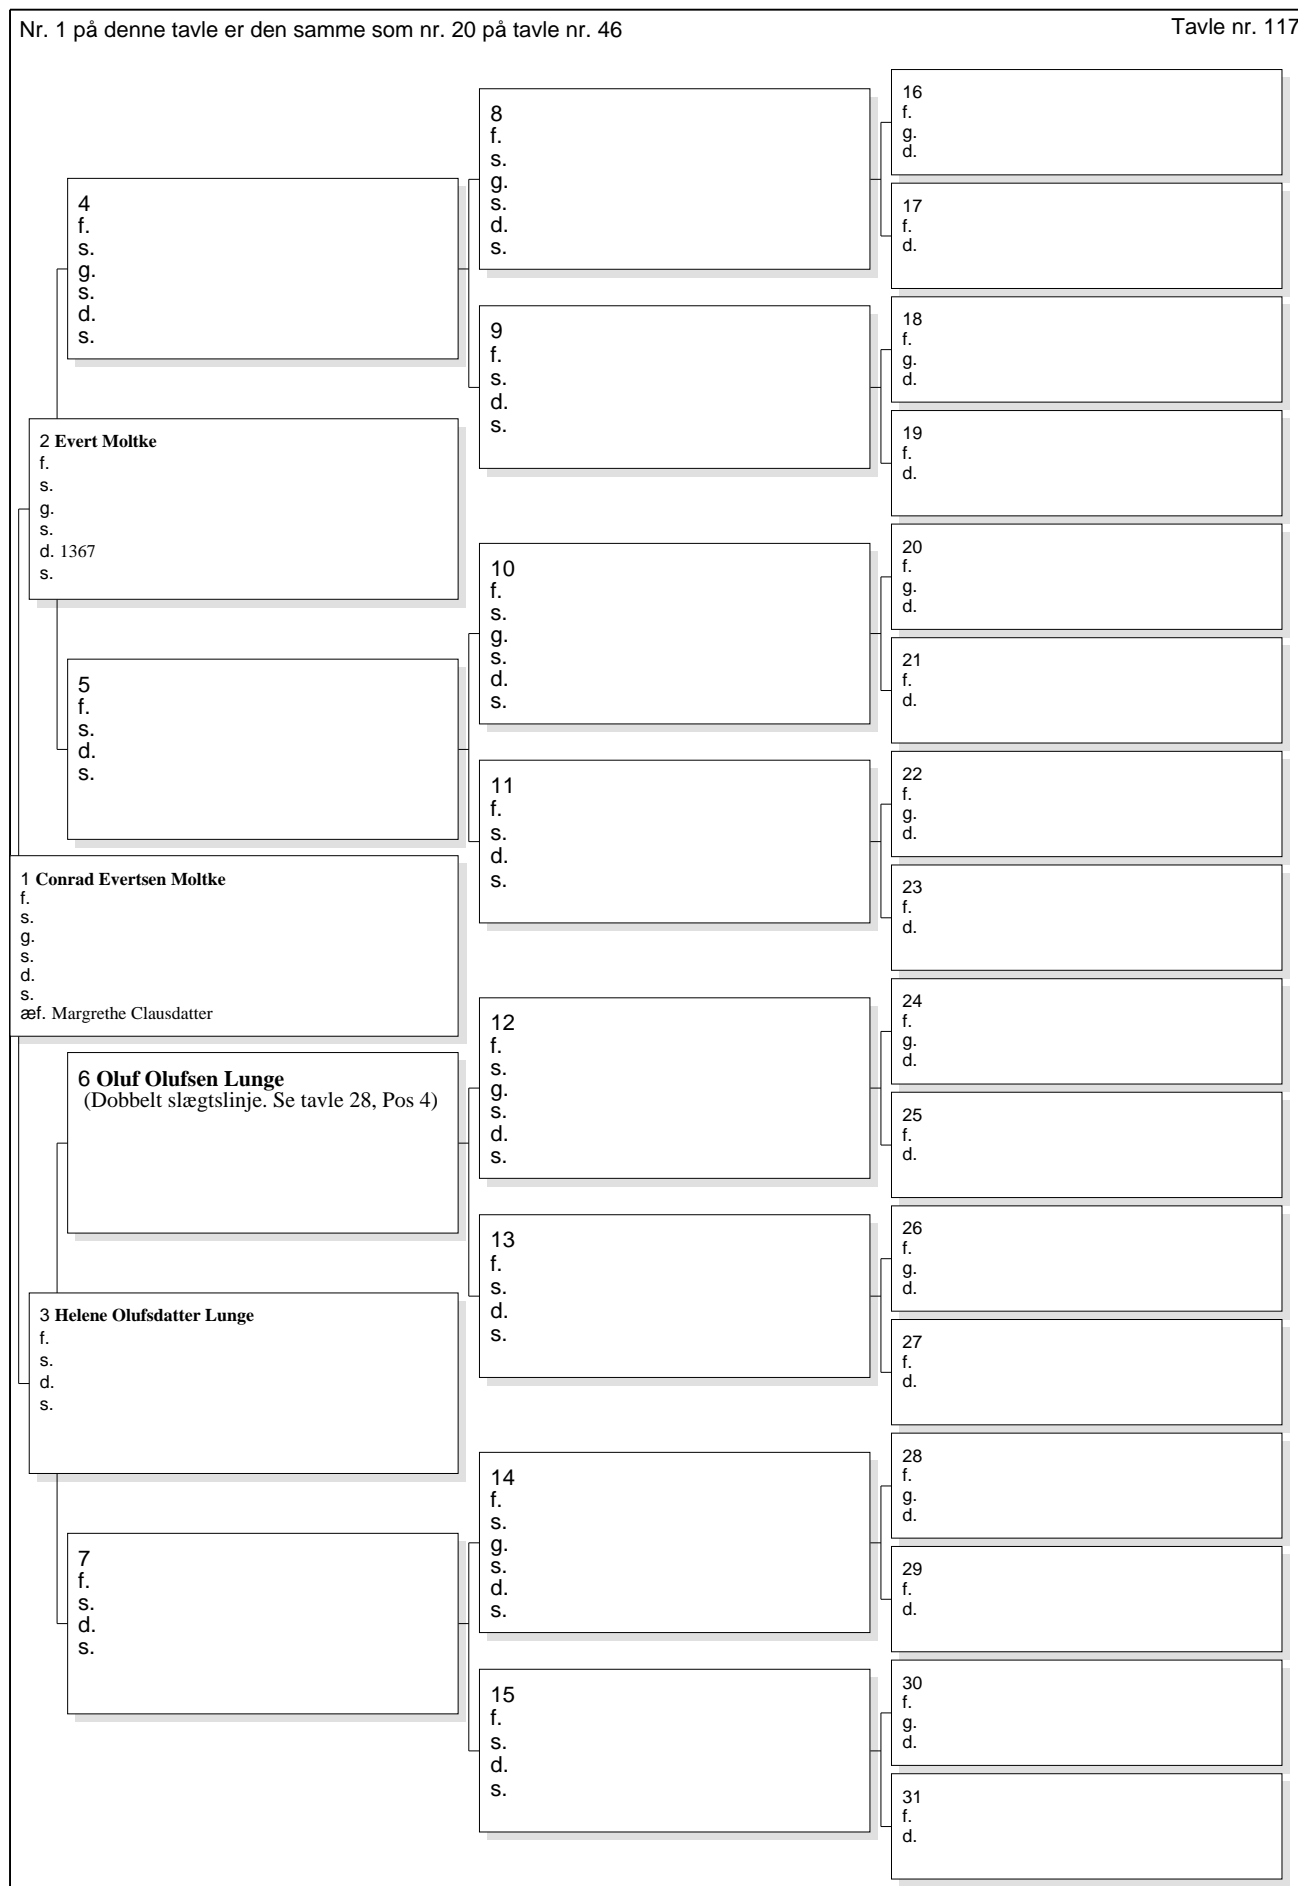 Nr. 1 på denne tavle er den samme som nr. 20 på tavle nr. 46
Tavle nr. 117
4
f.
s.
g.
s.
d.
s.
2 Evert Moltke
f.
s.
g.
s.
d. 1367
s.
5
f.
s.
d.
s.
1 Conrad Evertsen Moltke
f.
s.
g.
s.
d.
s.
æf. Margrethe Clausdatter
6 Oluf Olufsen Lunge
(Dobbelt slægtslinje. Se tavle 28, Pos 4)
3 Helene Olufsdatter Lunge
f.
s.
d.
s.
7
f.
s.
d.
s.
8
f.
s.
g.
s.
d.
s.
9
f.
s.
d.
s.
10
f.
s.
g.
s.
d.
s.
11
f.
s.
d.
s.
12
f.
s.
g.
s.
d.
s.
13
f.
s.
d.
s.
14
f.
s.
g.
s.
d.
s.
15
f.
s.
d.
s.
16
f.
g.
d.
17
f.
d.
18
f.
g.
d.
19
f.
d.
20
f.
g.
d.
21
f.
d.
22
f.
g.
d.
23
f.
d.
24
f.
g.
d.
25
f.
d.
26
f.
g.
d.
27
f.
d.
28
f.
g.
d.
29
f.
d.
30
f.
g.
d.
31
f.
d.